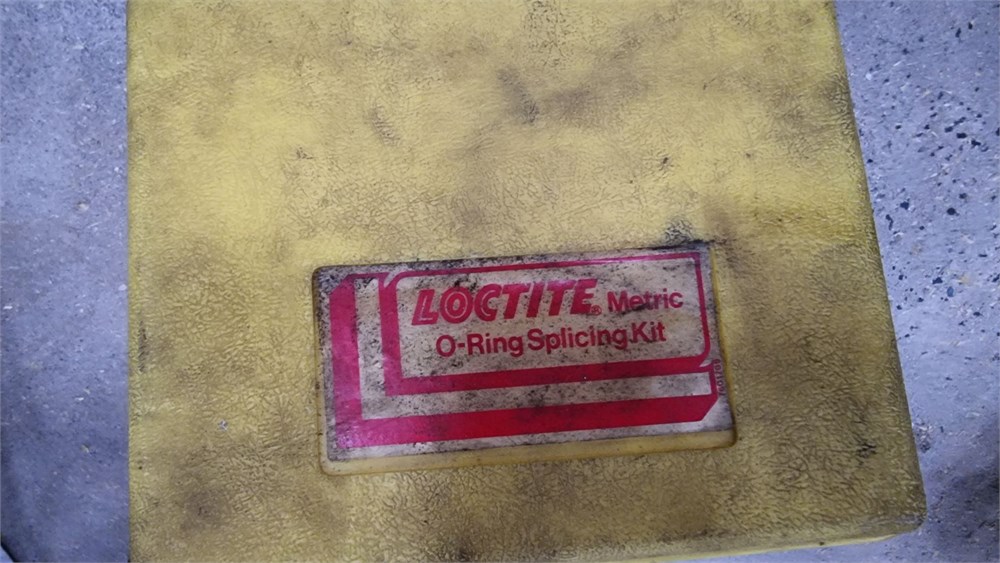 LOCTITE® Metric
O-Ring Splicing Kit